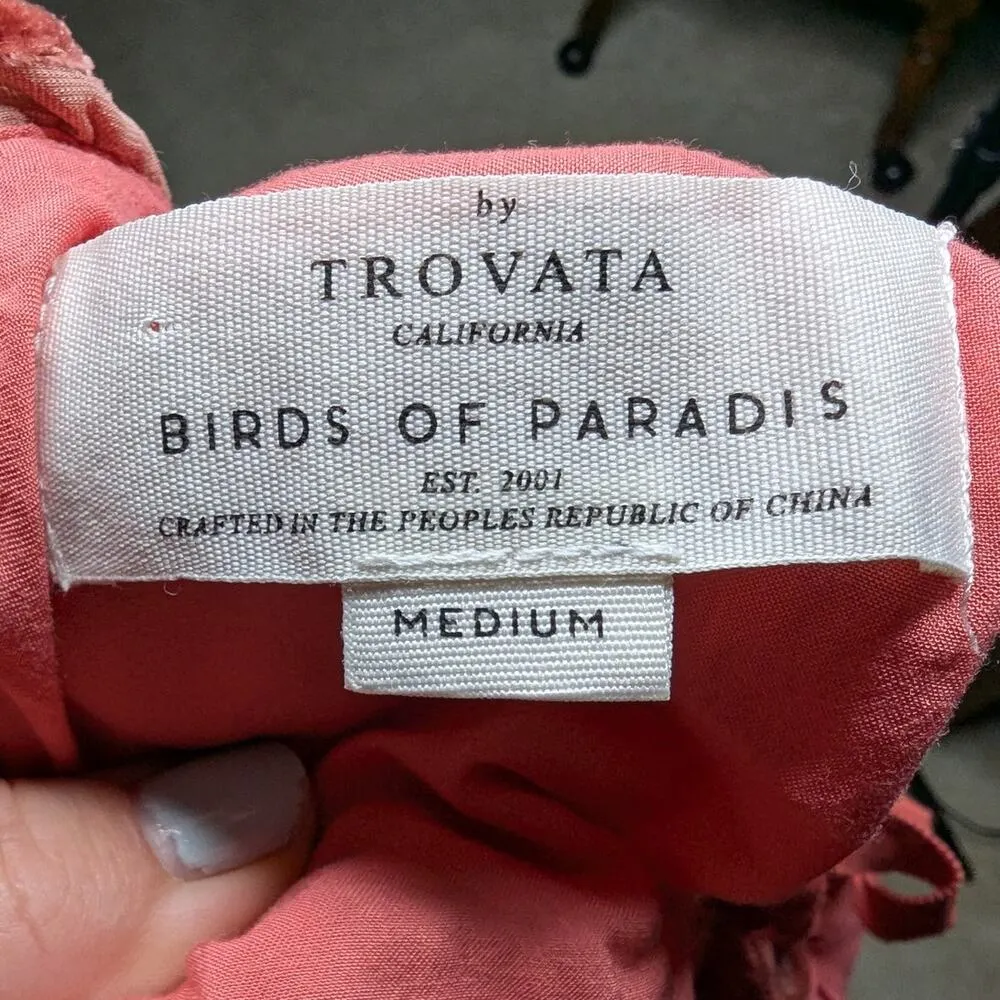 by
TROVATA
CALIFORNIA
BIRDS OF PARADIS
EST. 2001
CRAFTED IN THE PEOPLES REPUBLIC OF CHINA
MEDIUM